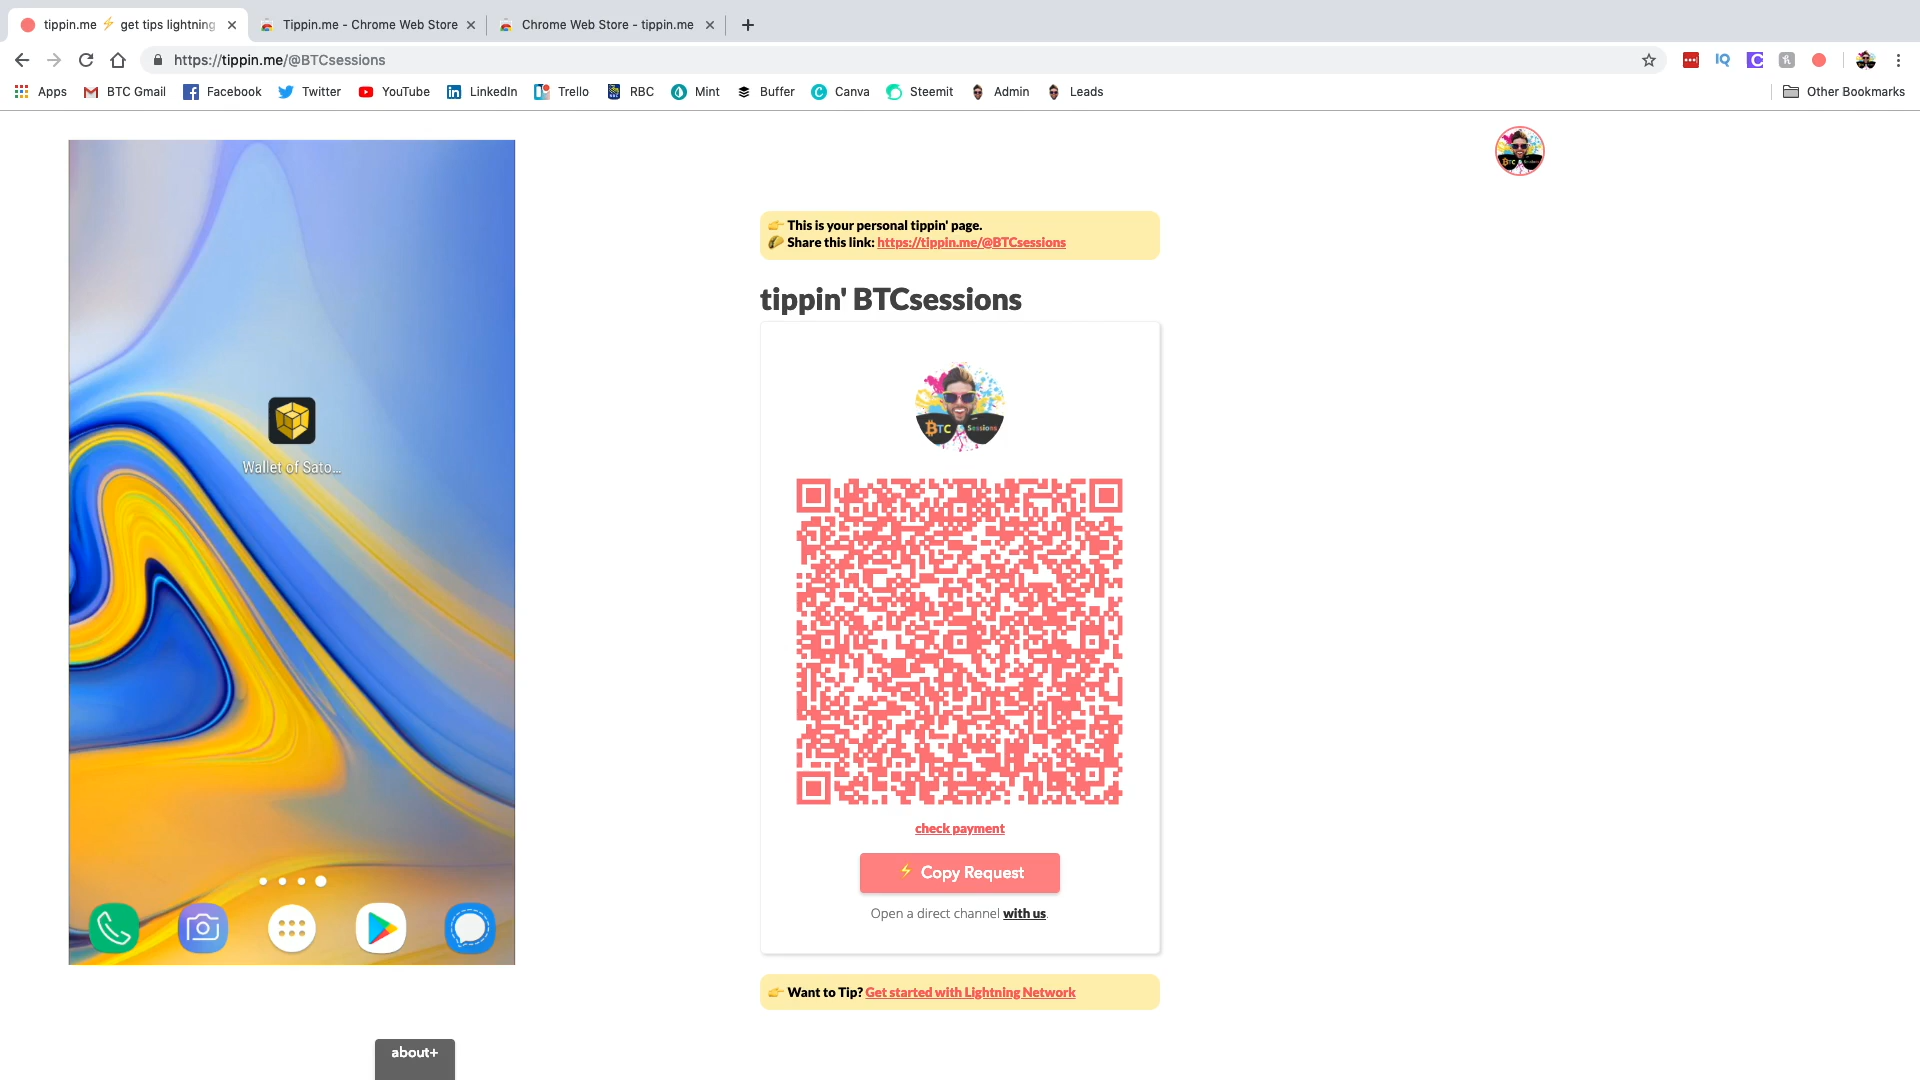 tippin.me ⚡ get tips lightning
Tippin.me - Chrome Web Store
Chrome Web Store - tippin.me
https://tippin.me/@BTCsessions
Apps
BTC Gmail
Facebook
Twitter
YouTube
LinkedIn
Trello
RBC
Mint
Buffer
Canva
Steemit
Admin
Leads
Other Bookmarks
👉 This is your personal tippin' page.
🌮 Share this link: https://tippin.me/@BTCsessions
tippin' BTCsessions
BTC Sessions
Wallet of Sato...
check payment
⚡ Copy Request
Open a direct channel with us.
👉 Want to Tip? Get started with Lightning Network
about+